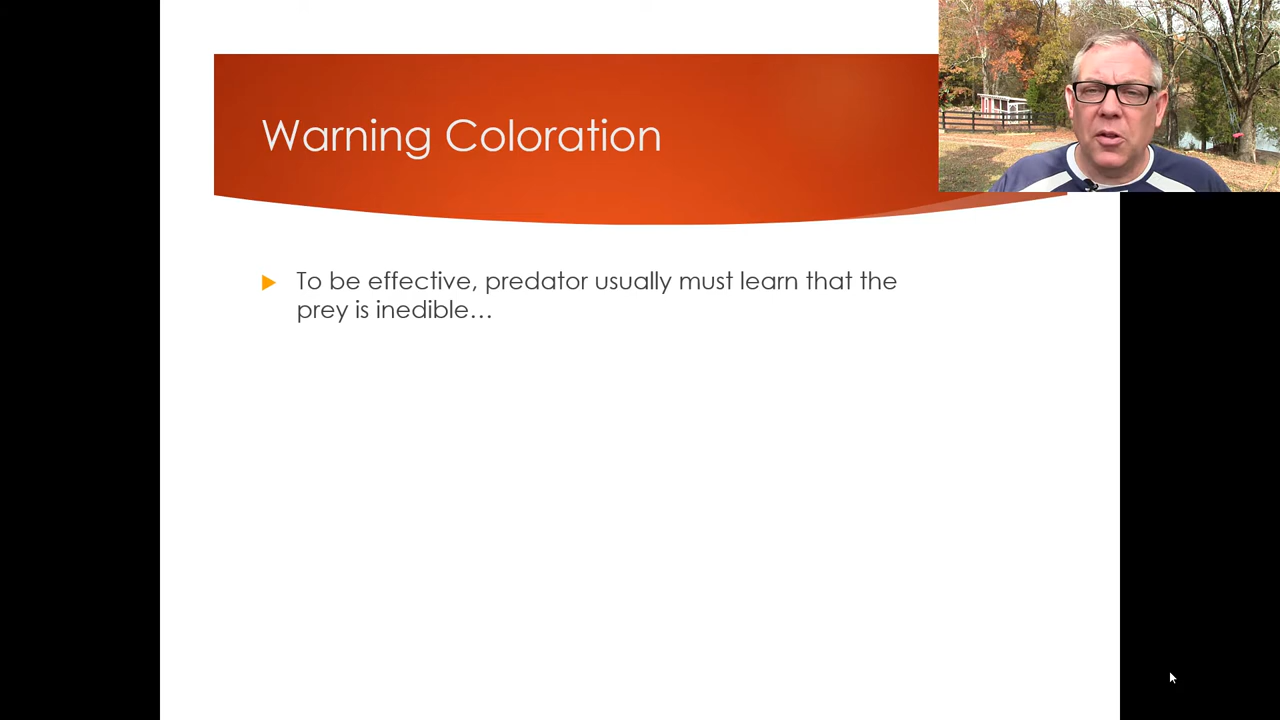 Warning Coloration
To be effective, predator usually must learn that the
prey is inedible…